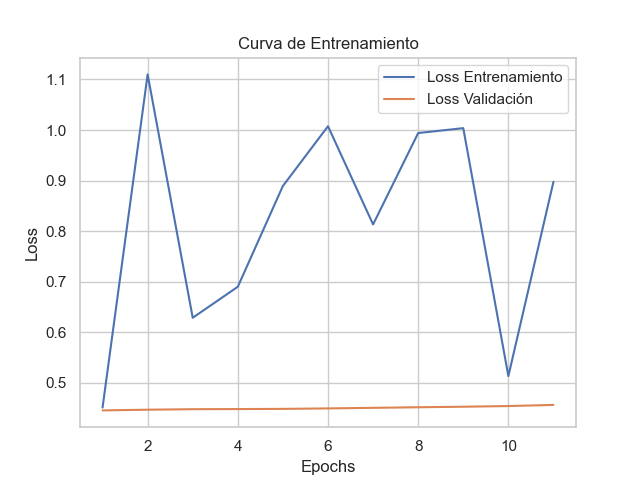 Curva de Entrenamiento
Loss Entrenamiento
Loss Validación
1.1
1.0
0.9
0.8
0.7
0.6
0.5
Loss
2 4 6 8 10
Epochs